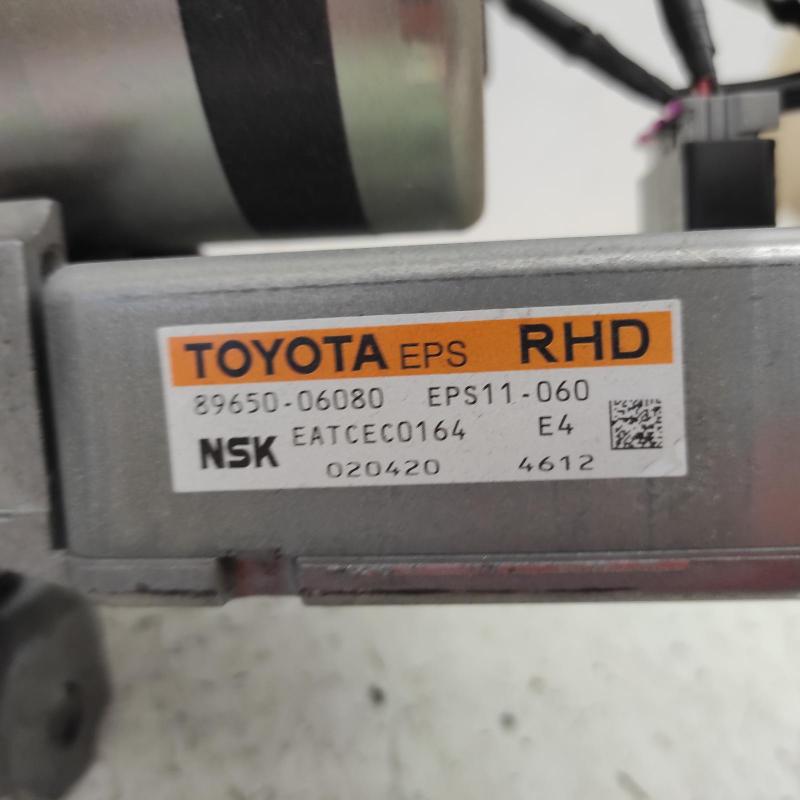 TOYOTA EPS RHD
89650-06080 EPS11-060
NSK EATCEC0164 E4
020420 4612